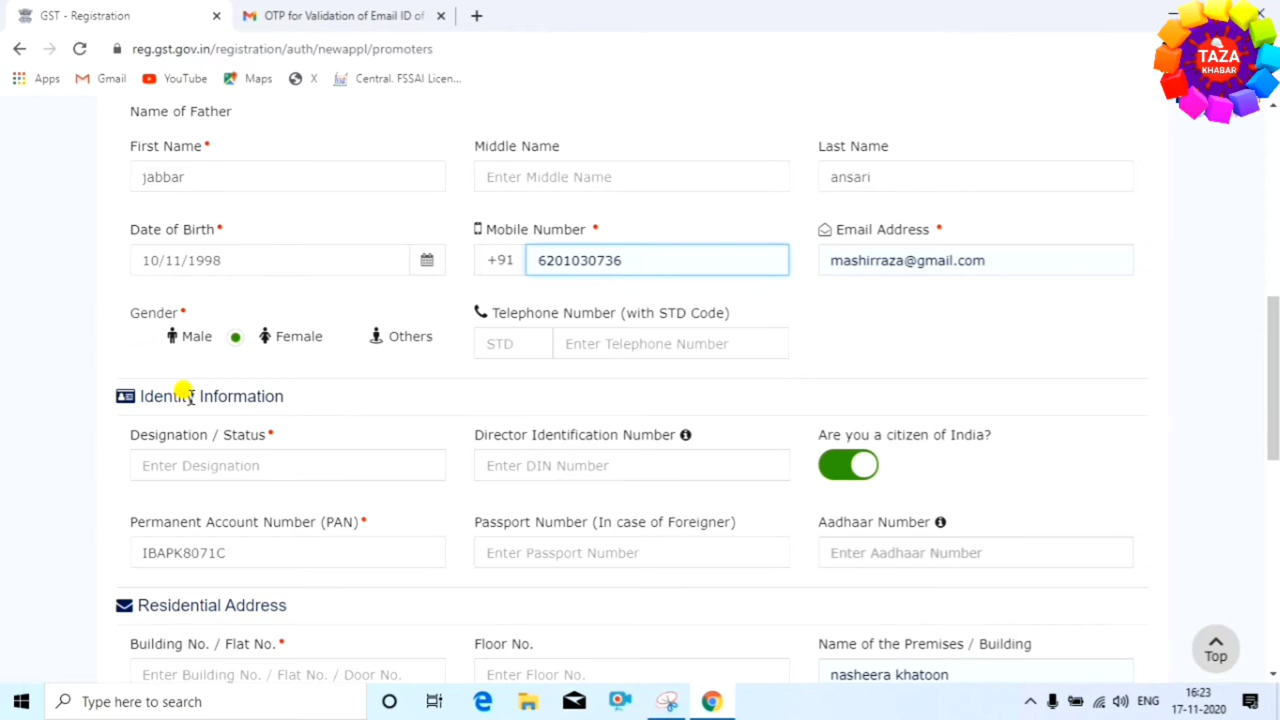 GST - Registration
OTP for Validation of Email ID of
reg.gst.gov.in/registration/auth/newappl/promoters
TAZA
KHABAR
Apps Gmail YouTube Maps X Central. FSSAI Licen...
Name of Father
First Name• Middle Name Last Name
jabbar Enter Middle Name ansari
Date of Birth• Mobile Number • Email Address •
10/11/1998 +91 6201030736 mashirraza@gmail.com
Gender• Telephone Number (with STD Code)
Male Female Others STD Enter Telephone Number
Identity Information
Designation / Status• Director Identification Number Are you a citizen of India?
Enter Designation Enter DIN Number
Permanent Account Number (PAN)• Passport Number (In case of Foreigner) Aadhaar Number
IBAPK8071C Enter Passport Number Enter Aadhaar Number
Residential Address
Building No. / Flat No.• Floor No. Name of the Premises / Building
Enter Building No. / Flat No. / Door No. Enter Floor No. nasheera khatoon
Top
Type here to search ENG 16:23
17-11-2020